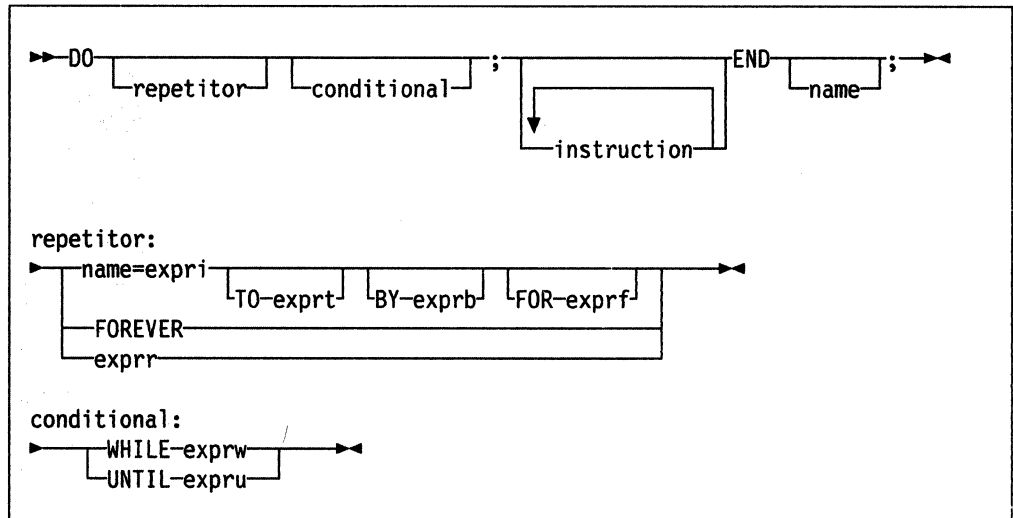 DO ; END ;
repetitor conditional name
instruction
repetitor:
name=expri
TO exprt BY exprb FOR exprf
FOREVER
exprr
conditional:
WHILE exprw
UNTIL expru